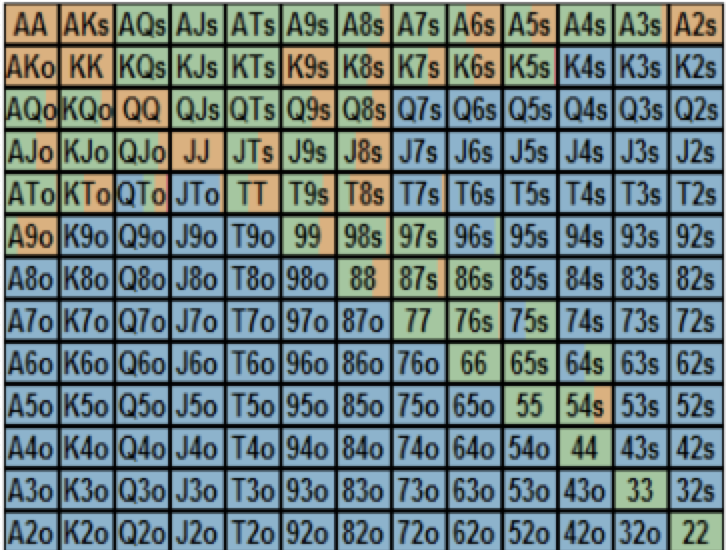 AA AKs AQs AJs ATs A9s A8s A7s A6s A5s A4s A3s A2s
AKo KK KQs KJs KTs K9s K8s K7s K6s K5s K4s K3s K2s
AQo KQo QQ QJs QTs Q9s Q8s Q7s Q6s Q5s Q4s Q3s Q2s
AJo KJo QJo JJ JTs J9s J8s J7s J6s J5s J4s J3s J2s
ATo KTo QTo JTo TT T9s T8s T7s T6s T5s T4s T3s T2s
A9o K9o Q9o J9o T9o 99 98s 97s 96s 95s 94s 93s 92s
A8o K8o Q8o J8o T8o 98o 88 87s 86s 85s 84s 83s 82s
A7o K7o Q7o J7o T7o 97o 87o 77 76s 75s 74s 73s 72s
A6o K6o Q6o J6o T6o 96o 86o 76o 66 65s 64s 63s 62s
A5o K5o Q5o J5o T5o 95o 85o 75o 65o 55 54s 53s 52s
A4o K4o Q4o J4o T4o 94o 84o 74o 64o 54o 44 43s 42s
A3o K3o Q3o J3o T3o 93o 83o 73o 63o 53o 43o 33 32s
A2o K2o Q2o J2o T2o 92o 82o 72o 62o 52o 42o 32o 22